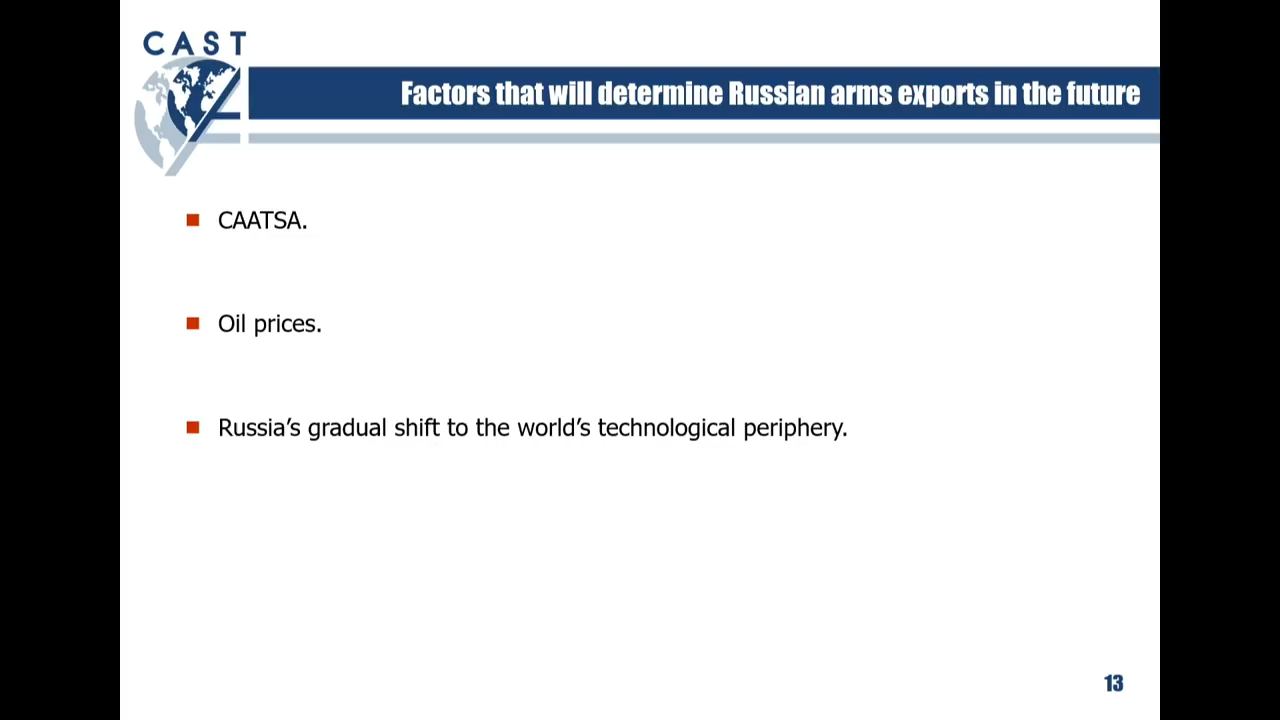 CAST
Factors that will determine Russian arms exports in the future
CAATSA.
Oil prices.
Russia’s gradual shift to the world’s technological periphery.
13